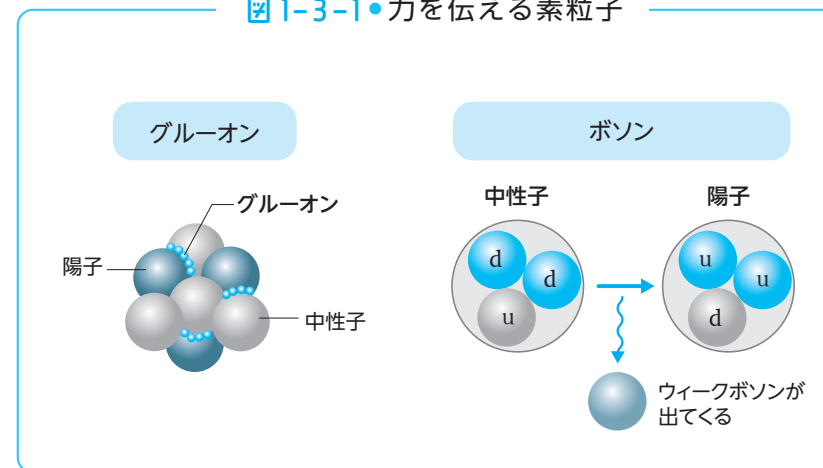 図1-3-1●力を伝える素粒子
グルーオン
グルーオン
陽子
中性子
ボソン
中性子
陽子
d
d
u
u
u
d
ウィークボソンが
出てくる